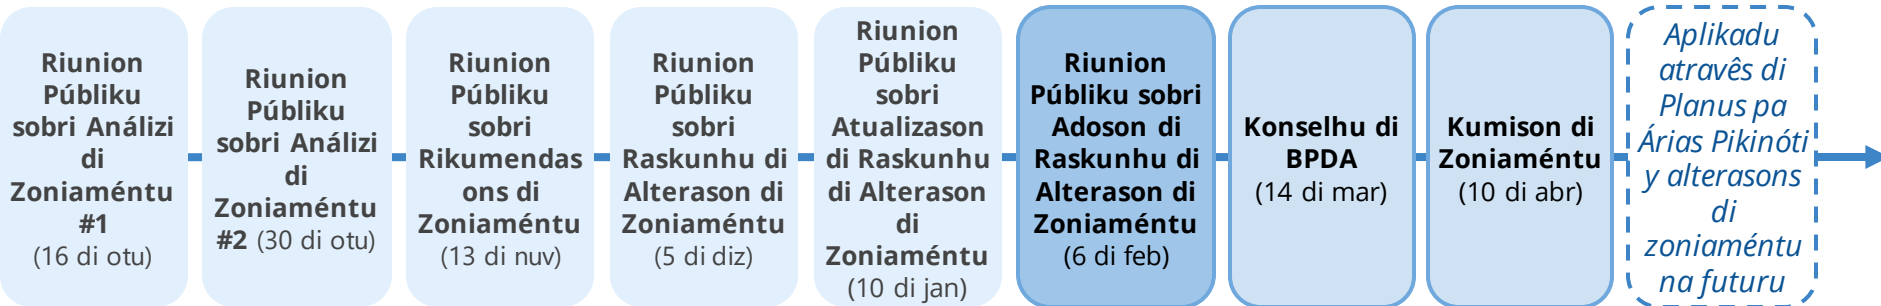 Riunion
Públiku
sobri Análizi
di
Zoniaméntu
#1
(16 di otu)
Riunion
Públiku
sobri Análizi
di
Zoniaméntu
#2 (30 di otu)
Riunion
Públiku
sobri
Rikumendas
ons di
Zoniaméntu
(13 di nuv)
Riunion
Públiku
sobri
Raskunhu di
Alterason di
Zoniaméntu
(5 di diz)
Riunion
Públiku
sobri
Atualizason
di Raskunhu
di Alterason
di
Zoniaméntu
(10 di jan)
Riunion
Públiku sobri
Adoson di
Raskunhu di
Alterason di
Zoniaméntu
(6 di feb)
Konselhu di
BPDA
(14 di mar)
Kumison di
Zoniaméntu
(10 di abr)
Aplikadu
através di
Planus pa
Árias Pikinóti
y alterasons
di
zoniaméntu
na futuru